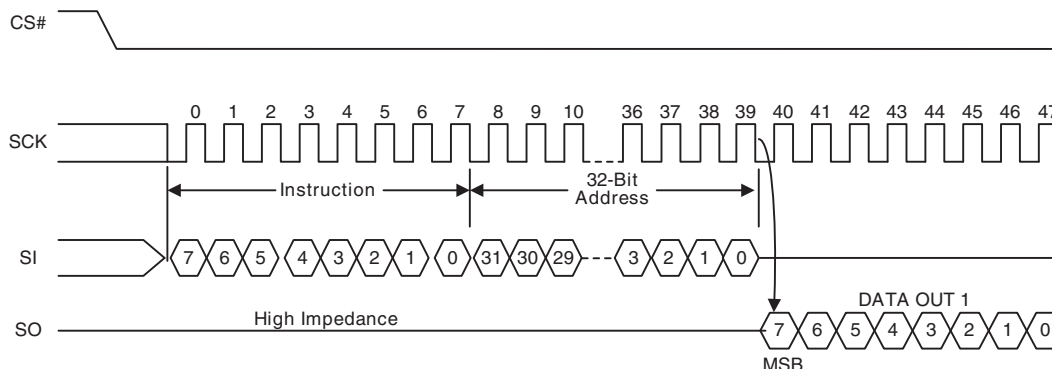 CS#
0 1 2 3 4 5 6 7 8 9 10 36 37 38 39 40 41 42 43 44 45 46 47
SCK
Instruction
32-Bit
Address
SI
7 6 5 4 3 2 1 0 31 30 29 3 2 1 0
DATA OUT 1
High Impedance
SO
7 6 5 4 3 2 1 0
MSB